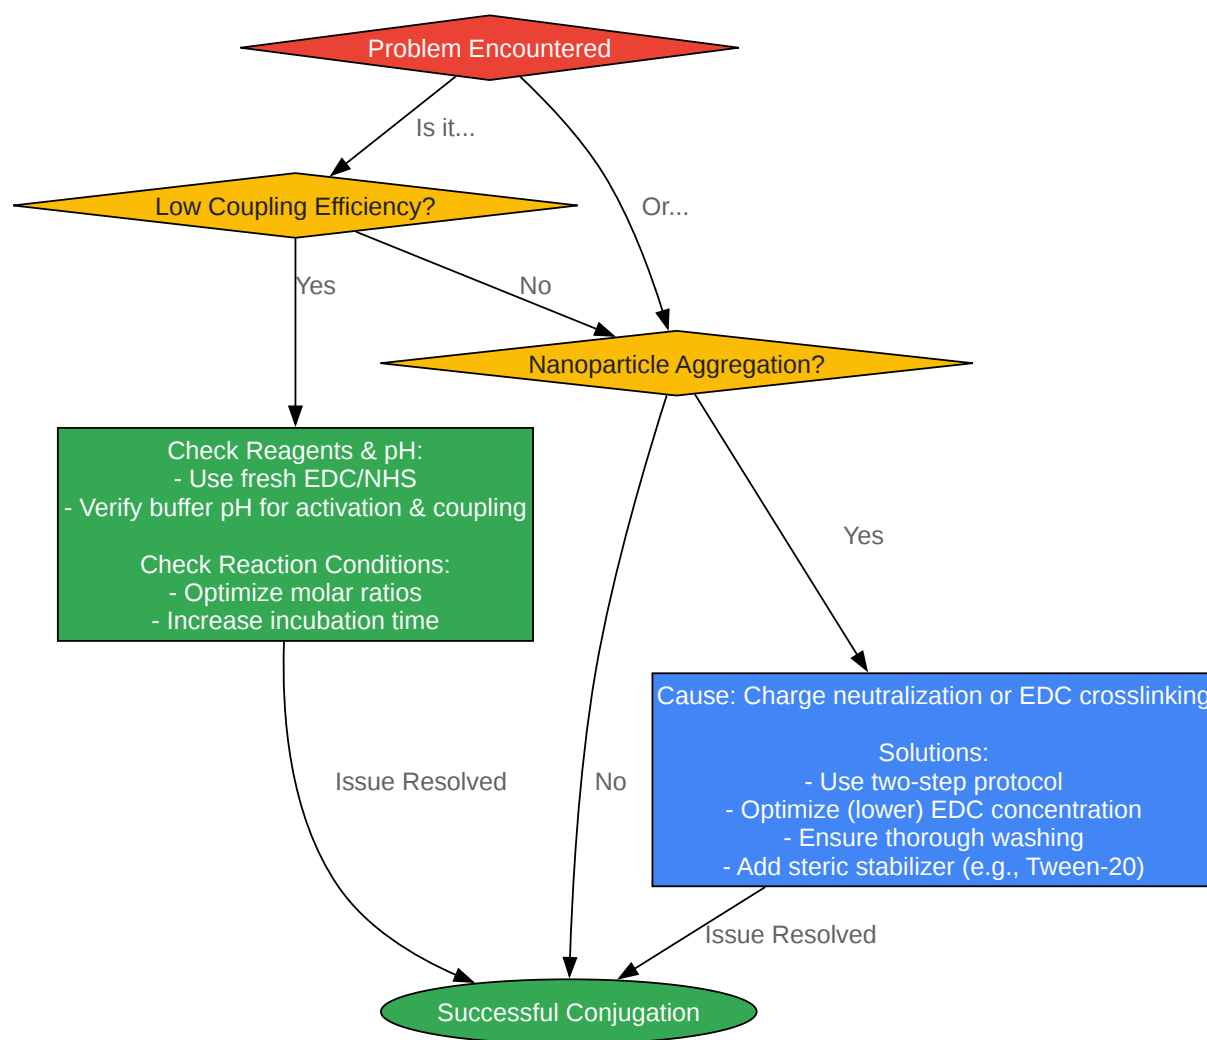 Problem Encountered
Is it...
Low Coupling Efficiency?
Or...
Yes
No
Nanoparticle Aggregation?
Check Reagents & pH:
- Use fresh EDC/NHS
- Verify buffer pH for activation & coupling
Check Reaction Conditions:
- Optimize molar ratios
- Increase incubation time
Yes
Cause: Charge neutralization or EDC crosslinking
Solutions:
- Use two-step protocol
- Optimize (lower) EDC concentration
- Ensure thorough washing
- Add steric stabilizer (e.g., Tween-20)
Issue Resolved
No
Issue Resolved
Successful Conjugation